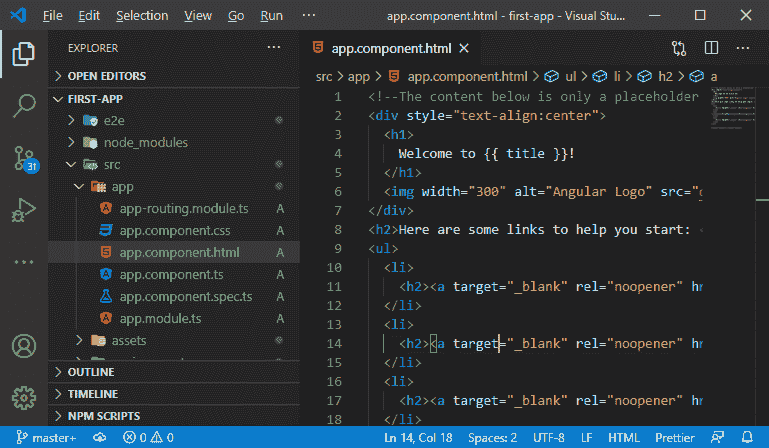 File Edit Selection View Go Run ··· app.component.html - first-app - Visual Stu...
EXPLORER ···
OPEN EDITORS
FIRST-APP
e2e
node_modules
src
app
app-routing.module.ts A
app.component.css A
app.component.html A
app.component.ts A
app.component.spec.ts A
app.module.ts A
assets
OUTLINE
TIMELINE
NPM SCRIPTS
31
app.component.html
src > app > app.component.html > ul > li > h2 > a
1 <!--The content below is only a placeholder
2 <div style="text-align:center">
3 <h1>
4 Welcome to {{ title }}!
5 </h1>
6 <img width="300" alt="Angular Logo" src="
7 </div>
8 <h2>Here are some links to help you start:
9 <ul>
10 <li>
11 <h2><a target="_blank" rel="noopener" hr
12 </li>
13 <li>
14 <h2><a target="_blank" rel="noopener" hr
15 </li>
16 <li>
17 <h2><a target="_blank" rel="noopener" hr
18 </li>
master+ 0 0 Ln 14, Col 18 Spaces: 2 UTF-8 LF HTML Prettier